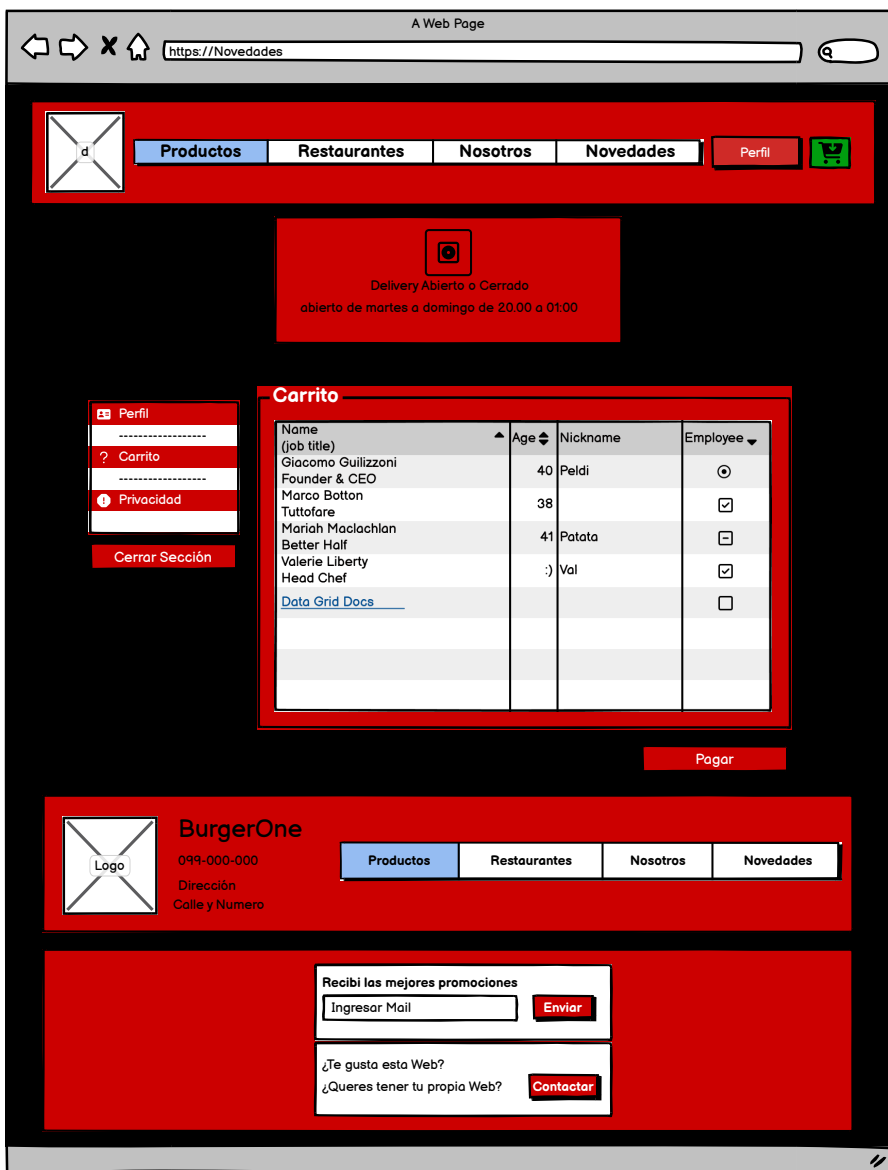 A Web Page
https://Novedades
d
Productos Restaurantes Nosotros Novedades Perfil
Delivery Abierto o Cerrado
abierto de martes a domingo de 20.00 a 01:00
Perfil
------------------
? Carrito
------------------
Privacidad
Cerrar Sección
Carrito
Name
(job title) Age Nickname Employee
Giacomo Guilizzoni
Founder & CEO 40 Peldi
Marco Botton
Tuttofare 38
Mariah Maclachlan
Better Half 41 Patata
Valerie Liberty
Head Chef :) Val
Data Grid Docs
Pagar
Logo
BurgerOne
099-000-000
Dirección
Calle y Numero
Productos Restaurantes Nosotros Novedades
Recibi las mejores promociones
Ingresar Mail Enviar
¿Te gusta esta Web?
¿Queres tener tu propia Web? Contactar